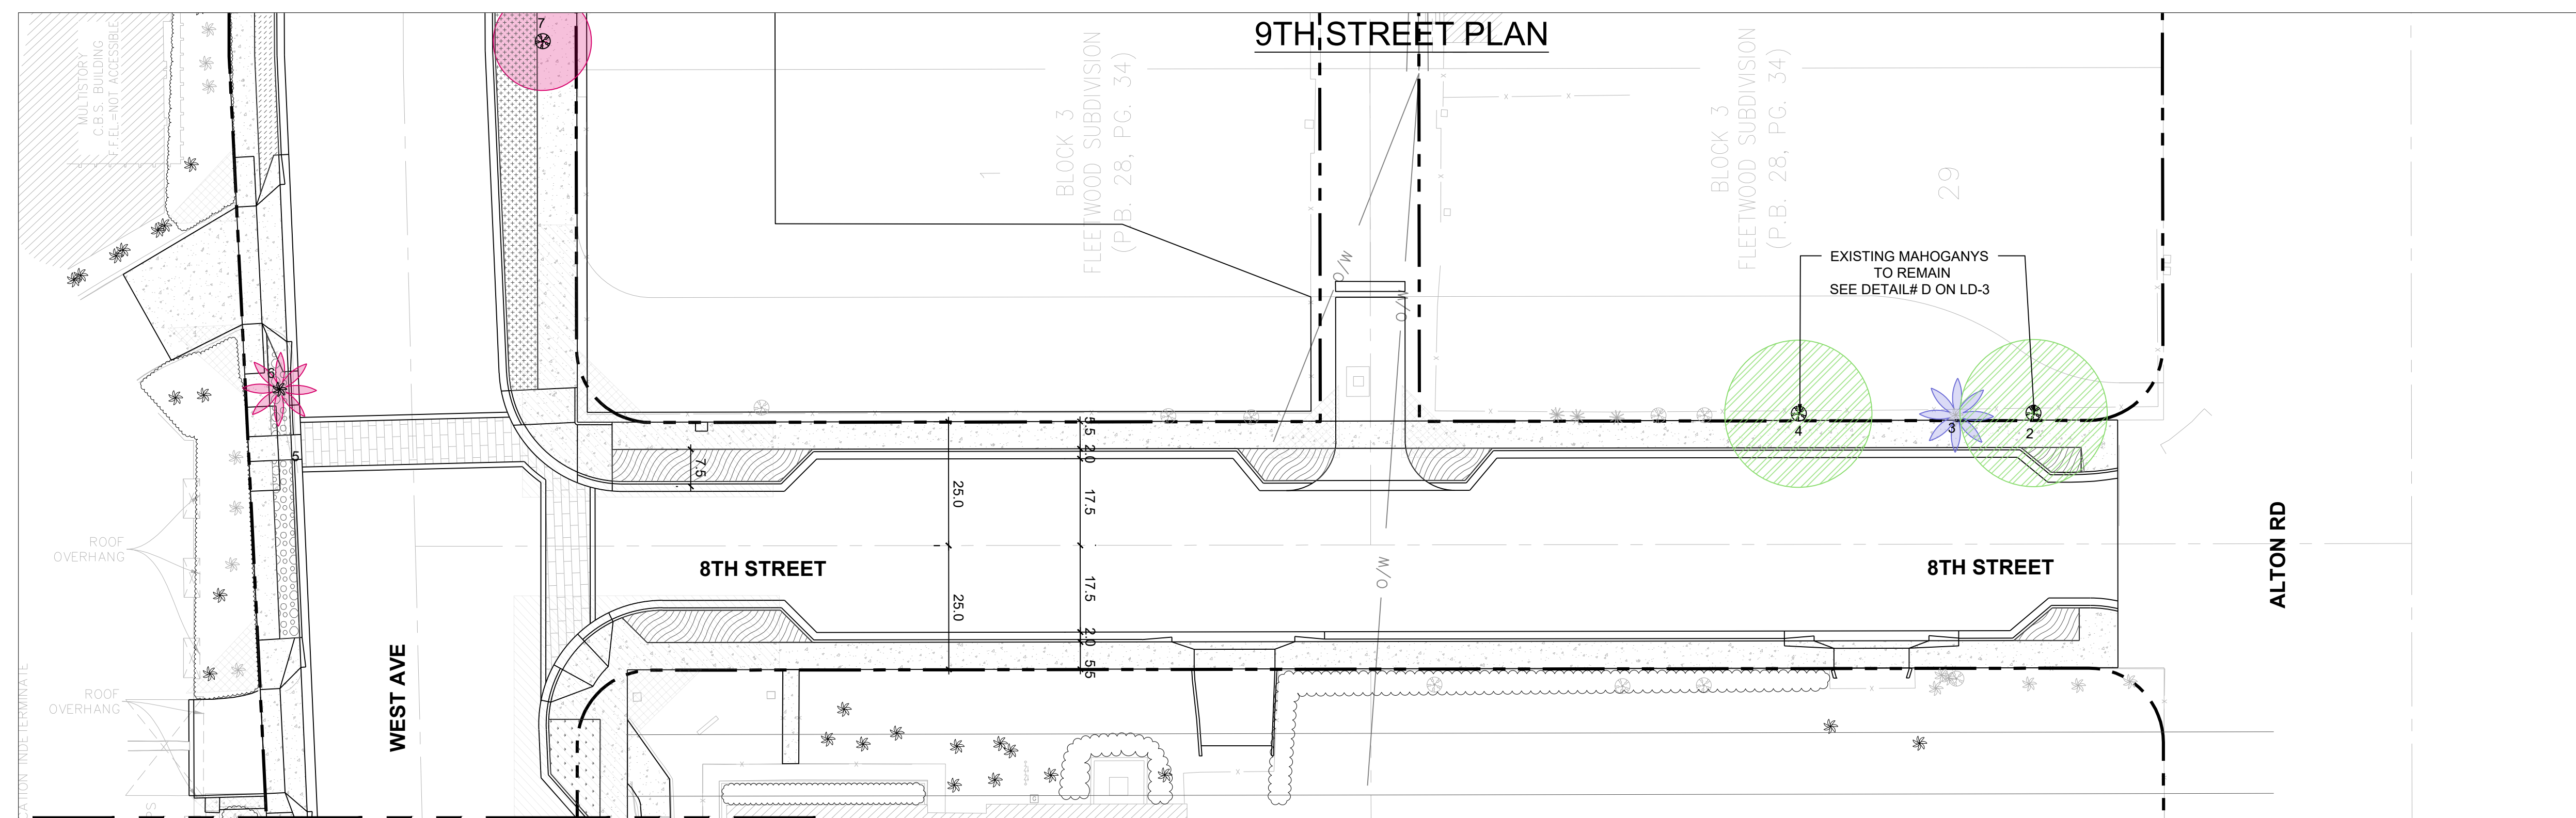 9TH STREET PLAN
7
MULTISTORY
C.B.S. BUILDING
F.F.EL=NOT ACCESSIBLE
1
BLOCK 3
FLEETWOOD SUBDIVISION
(P.B. 28, PG. 34)
BLOCK 3
FLEETWOOD SUBDIVISION
(P.B. 28, PG. 34)
29
EXISTING MAHOGANYS
TO REMAIN
SEE DETAIL# D ON LD-3
O/W
O/W
6
5
4
3
2
7.5
5.5
2.0
25.0
17.5
ROOF
OVERHANG
8TH STREET
8TH STREET
O/W
ALTON RD
25.0
17.5
2.0
5.5
WEST AVE
ROOF
OVERHANG
ATION INDETERMINATE